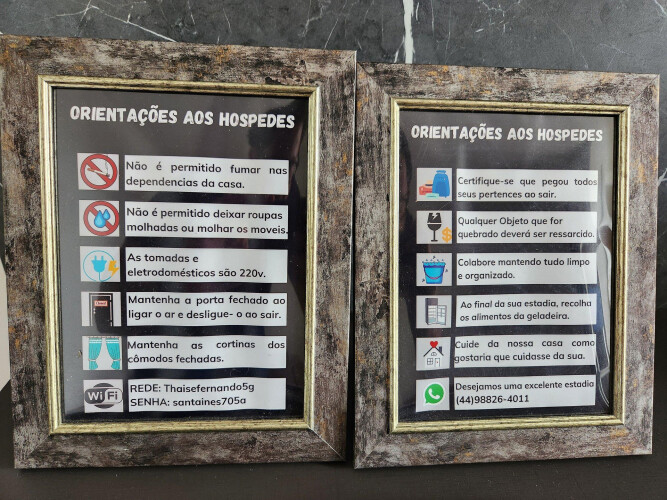 ORIENTAÇÕES AOS HOSPEDES
Não é permitido fumar nas
dependencias da casa.
Não é permitido deixar roupas
molhadas ou molhar os moveis.
As tomadas e
eletrodomésticos são 220v.
Mantenha a porta fechado ao
ligar o ar e desligue- o ao sair.
Mantenha as cortinas dos
cômodos fechadas.
Wi Fi
REDE: Thaisefernando5g
SENHA: santaines705a
ORIENTAÇÕES AOS HOSPEDES
Certifique-se que pegou todos
seus pertences ao sair.
Qualquer Objeto que for
quebrado deverá ser ressarcido.
Colabore mantendo tudo limpo
e organizado.
Ao final da sua estadia, recolha
os alimentos da geladeira.
Cuide da nossa casa como
gostaria que cuidasse da sua.
Desejamos uma excelente estadia
(44)98826-4011